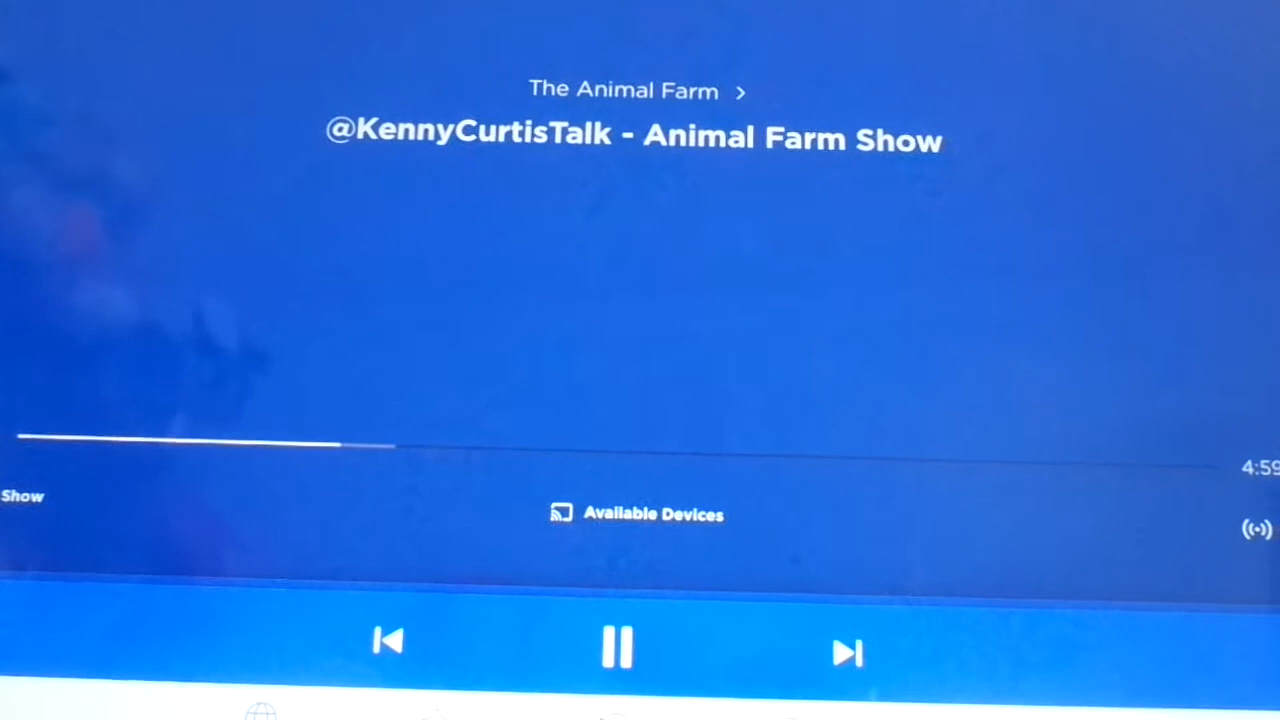 The Animal Farm >
@KennyCurtisTalk - Animal Farm Show
4:59
Show
Available Devices